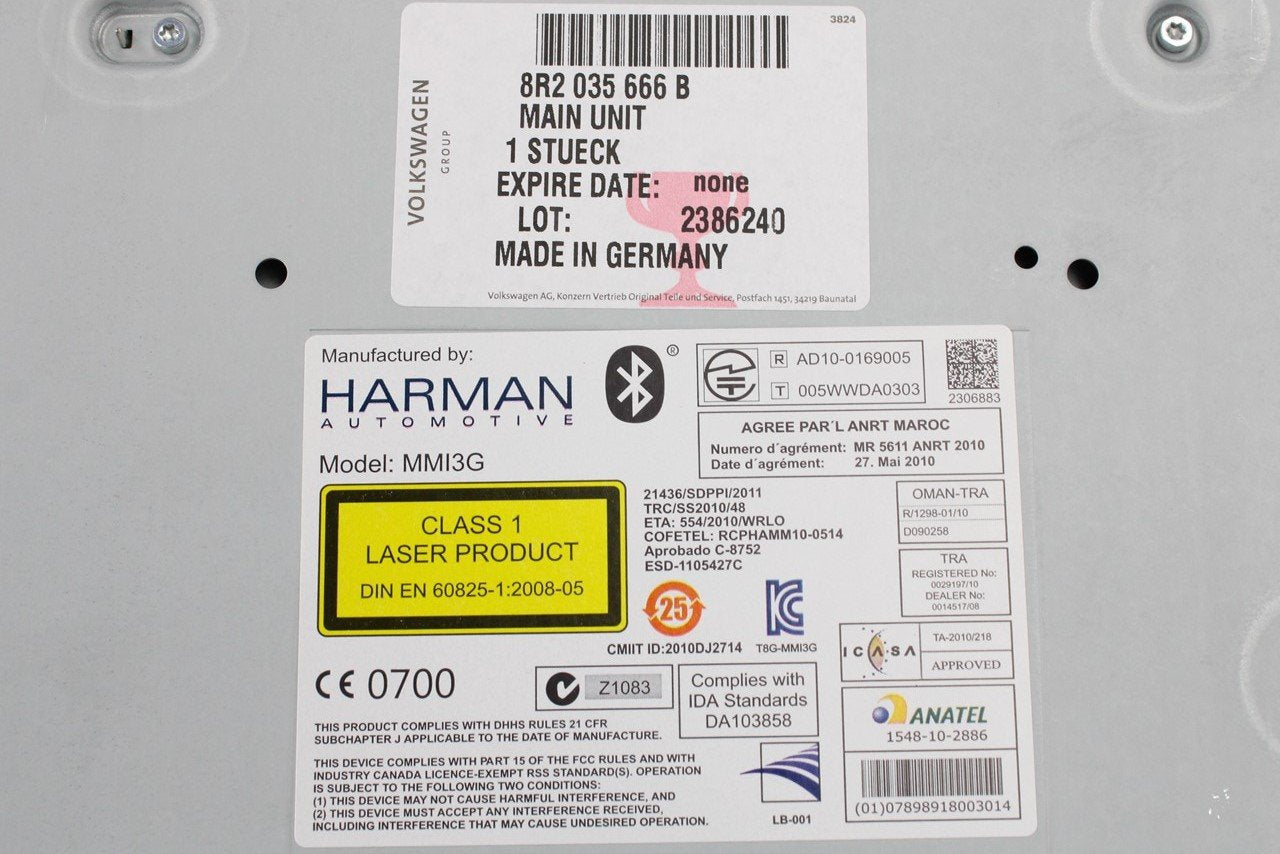 3824
8R2 035 666 B
MAIN UNIT
1 STUECK
EXPIRE DATE: none
LOT: 2386240
MADE IN GERMANY
VOLKSWAGEN
GROUP
Volkswagen AG, Konzern Vertrieb Original Teile und Service, Postfach 1451, 34219 Baunatal
Manufactured by:
HARMAN
AUTOMOTIVE
Model: MMI3G
®
R AD10-0169005
T 005WWDA0303
2306883
AGREE PAR´L ANRT MAROC
Numero d´agrément: MR 5611 ANRT 2010
Date d´agrément: 27. Mai 2010
CLASS 1
LASER PRODUCT
DIN EN 60825-1:2008-05
21436/SDPPI/2011
TRC/SS2010/48
ETA: 554/2010/WRLO
COFETEL: RCPHAMM10-0514
Aprobado C-8752
ESD-1105427C
OMAN-TRA
R/1298-01/10
D090258
TRA
REGISTERED No:
0029197/10
DEALER No:
0014517/08
25
CMIIT ID:2010DJ2714
KC
T8G-MMI3G
ICASA
TA-2010/218
APPROVED
CE 0700
Z1083
Complies with
IDA Standards
DA103858
ANATEL
1548-10-2886
(01)07898918003014
THIS PRODUCT COMPLIES WITH DHHS RULES 21 CFR
SUBCHAPTER J APPLICABLE TO THE DATE OF MANUFACTURE.
THIS DEVICE COMPLIES WITH PART 15 OF THE FCC RULES AND WITH
INDUSTRY CANADA LICENCE-EXEMPT RSS STANDARD(S). OPERATION
IS SUBJECT TO THE FOLLOWING TWO CONDITIONS:
(1) THIS DEVICE MAY NOT CAUSE HARMFUL INTERFERENCE, AND
(2) THIS DEVICE MUST ACCEPT ANY INTERFERENCE RECEIVED,
INCLUDING INTERFERENCE THAT MAY CAUSE UNDESIRED OPERATION.
LB-001